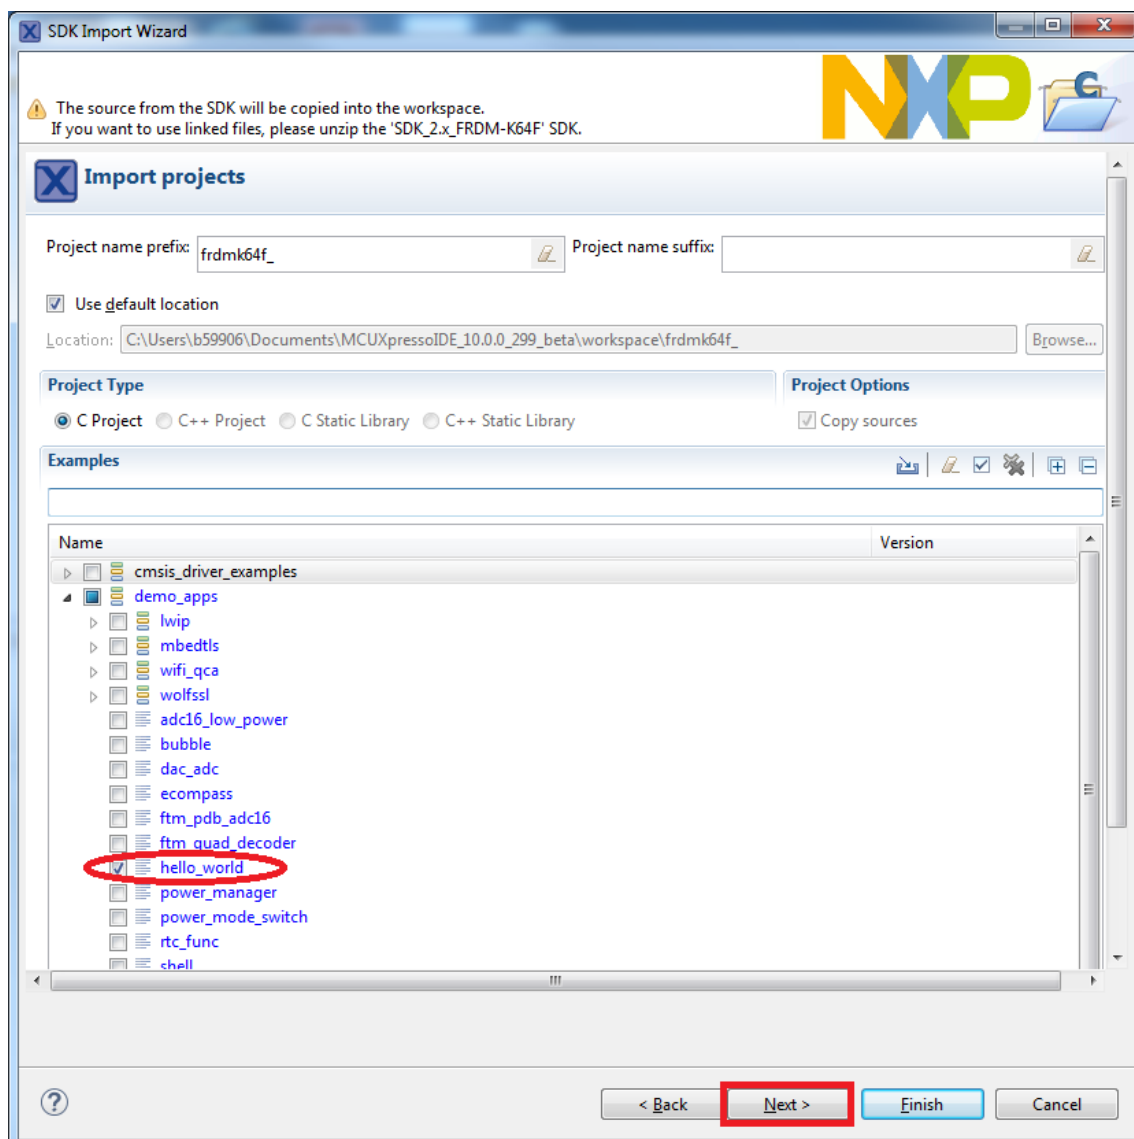 SDK Import Wizard
The source from the SDK will be copied into the workspace.
If you want to use linked files, please unzip the 'SDK_2.x_FRDM-K64F' SDK.
NXP
C
Import projects
Project name prefix: frdmk64f_ Project name suffix:
Use default location
Location: C:\Users\b59906\Documents\MCUXpressoIDE_10.0.0_299_beta\workspace\frdmk64f_ Browse...
Project Type Project Options
C Project C++ Project C Static Library C++ Static Library Copy sources
Examples
Name Version
cmsis_driver_examples
demo_apps
lwip
mbedtls
wifi_qca
wolfssl
adc16_low_power
bubble
dac_adc
ecompass
ftm_pdb_adc16
ftm_quad_decoder
hello_world
power_manager
power_mode_switch
rtc_func
shell
? < Back Next > Finish Cancel